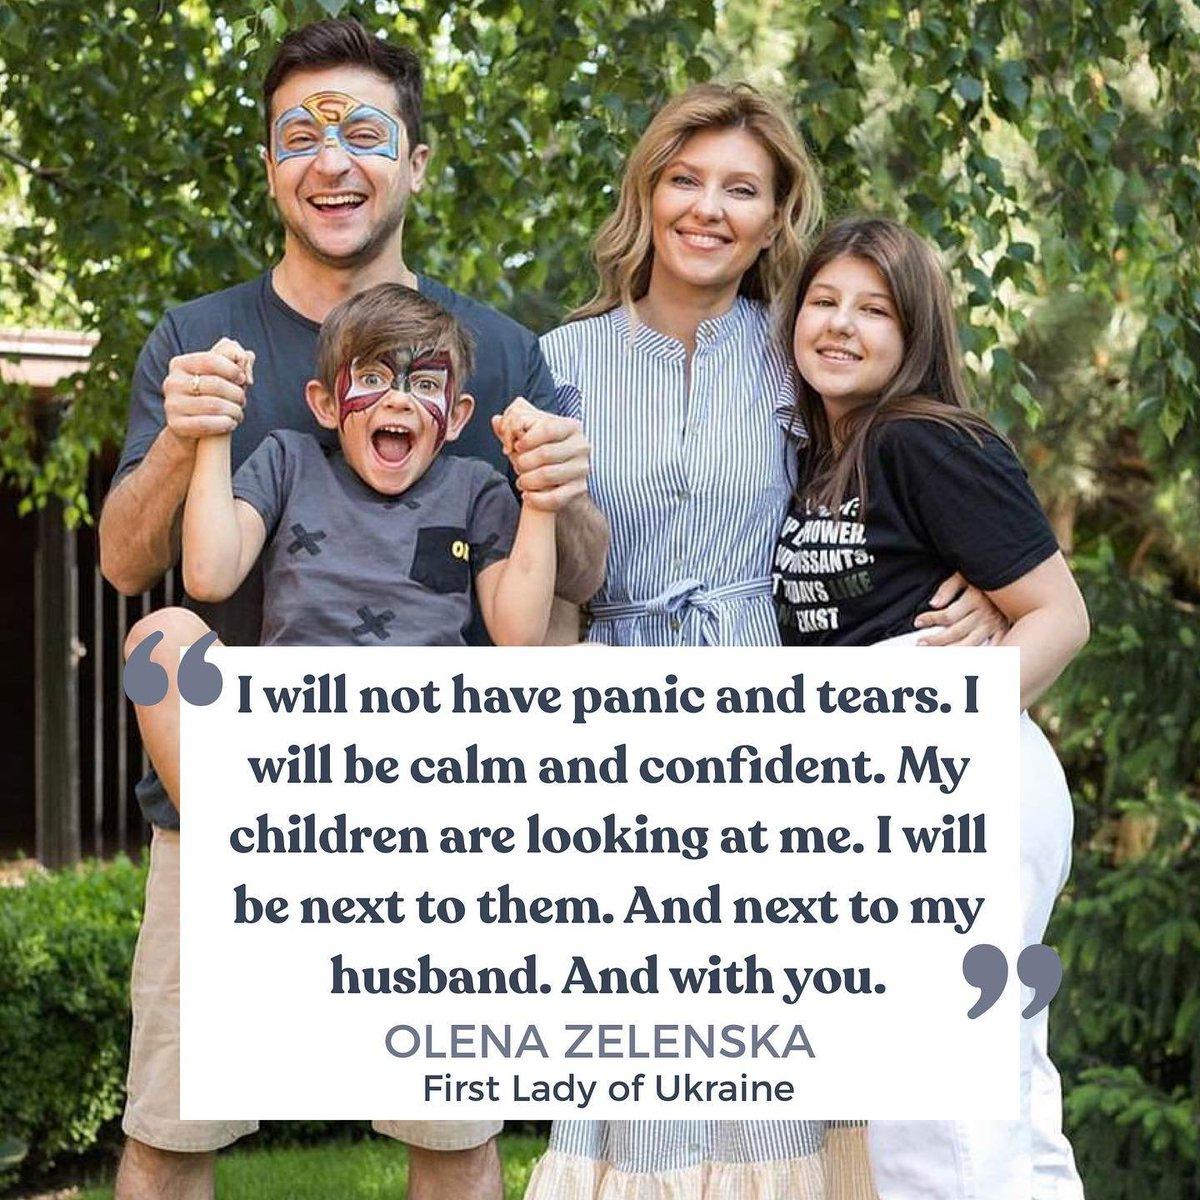 S
P
EXIST
“I will not have panic and tears. I
will be calm and confident. My
children are looking at me. I will
be next to them. And next to my
husband. And with you.”
OLENA ZELENSKA
First Lady of Ukraine